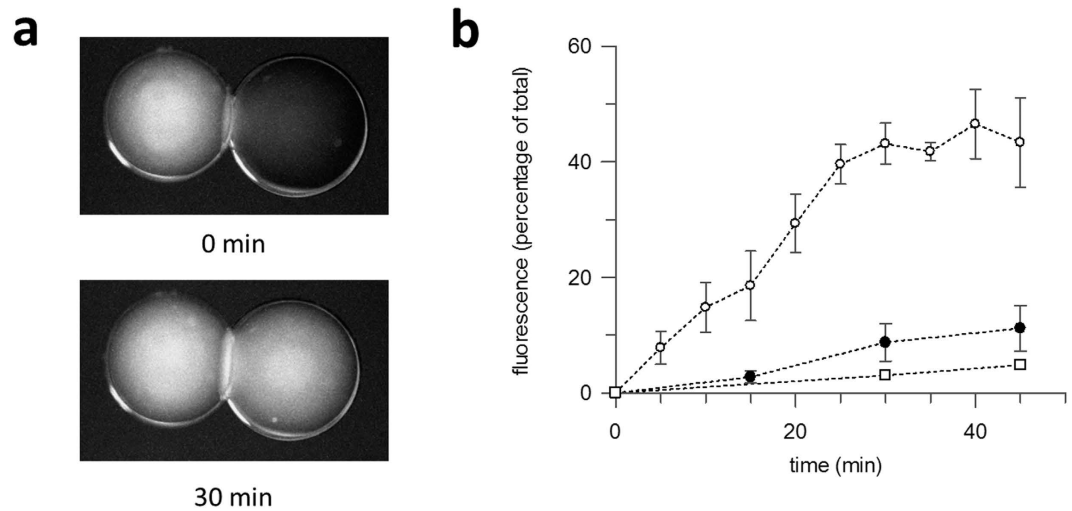 a
0 min
30 min
b
fluorescence (percentage of total)
60
40
20
0
0 20 40
time (min)